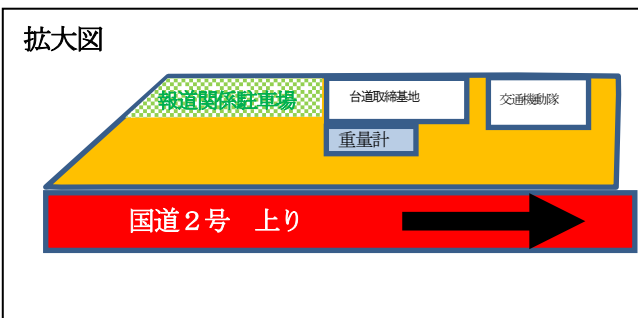 拡大図
報道関係駐車場
台道取締基地
交通機動隊
重量計
国道２号　上り